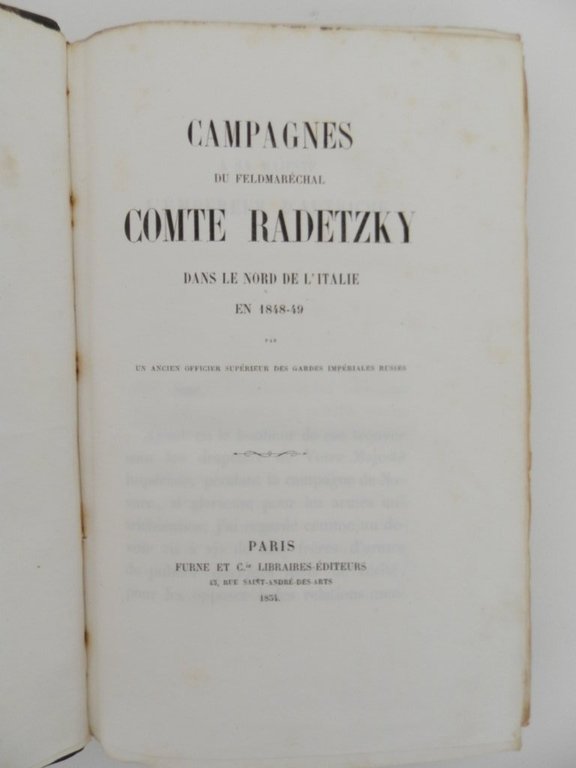 CAMPAGNES
DU FELDMARÉCHAL
COMTE RADETZKY
DANS LE NORD DE L'ITALIE
EN 1848-49
PAR
UN ANCIEN OFFICIER SUPÉRIEUR DES GARDES IMPÉRIALES RUSSES
PARIS
FURNE ET C.ie LIBRAIRES-ÉDITEURS
45, RUE SAINT-ANDRÉ-DES-ARTS
1854.